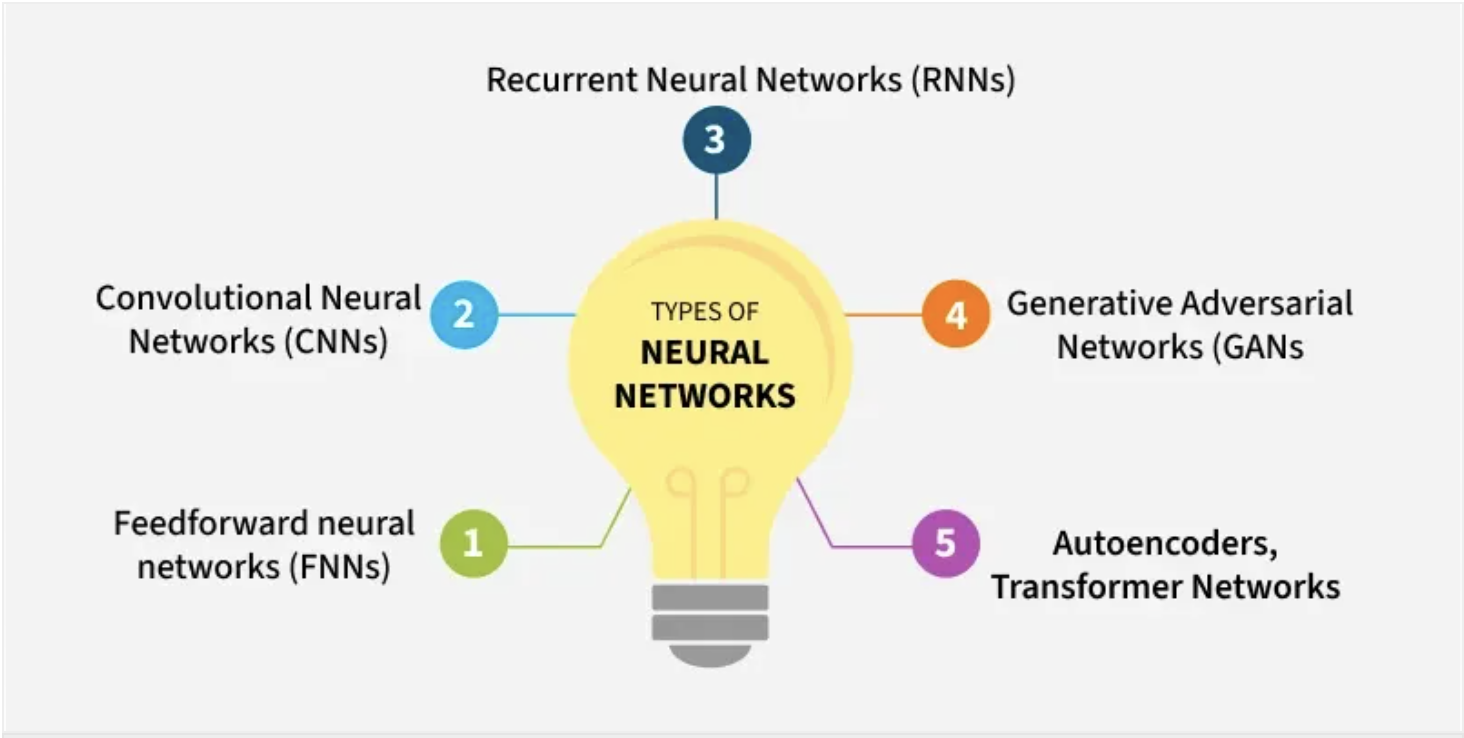 Recurrent Neural Networks (RNNs)
3
Convolutional Neural
Networks (CNNs)
2
TYPES OF
NEURAL
NETWORKS
4
Generative Adversarial
Networks (GANs
Feedforward neural
networks (FNNs)
1
5
Autoencoders,
Transformer Networks